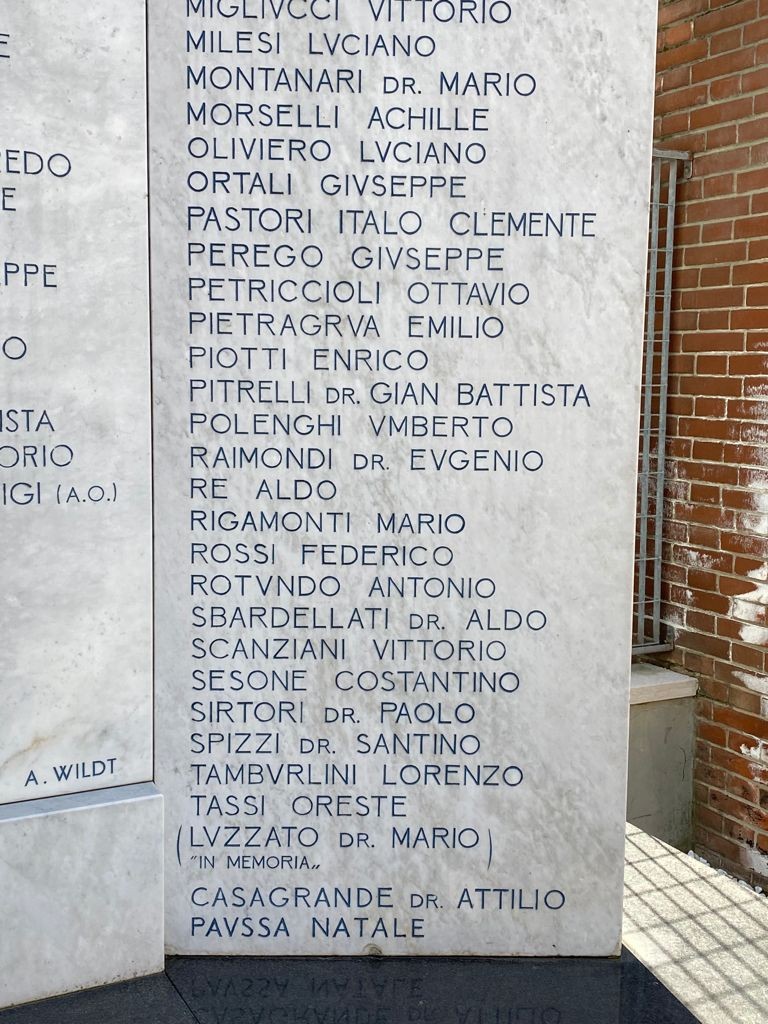 REDO
E
PPE
O
ISTA
ORIO
IGI (A.O.)
A. WILDT
MIGLIVCCI VITTORIO
MILESI LVCIANO
MONTANARI DR. MARIO
MORSELLI ACHILLE
OLIVIERO LVCIANO
ORTALI GIVSEPPE
PASTORI ITALO CLEMENTE
PEREGO GIVSEPPE
PETRICCIOLI OTTAVIO
PIETRAGRVA EMILIO
PIOTTI ENRICO
PITRELLI DR. GIAN BATTISTA
POLENGHI VMBERTO
RAIMONDI DR. EVGENIO
RE ALDO
RIGAMONTI MARIO
ROSSI FEDERICO
ROTVNDO ANTONIO
SBARDELLATI DR. ALDO
SCANZIANI VITTORIO
SESONE COSTANTINO
SIRTORI DR. PAOLO
SPIZZI DR. SANTINO
TAMBVRLINI LORENZO
TASSI ORESTE
(LVZZATO DR. MARIO)
"IN MEMORIA„
CASAGRANDE DR. ATTILIO
PAVSSA NATALE